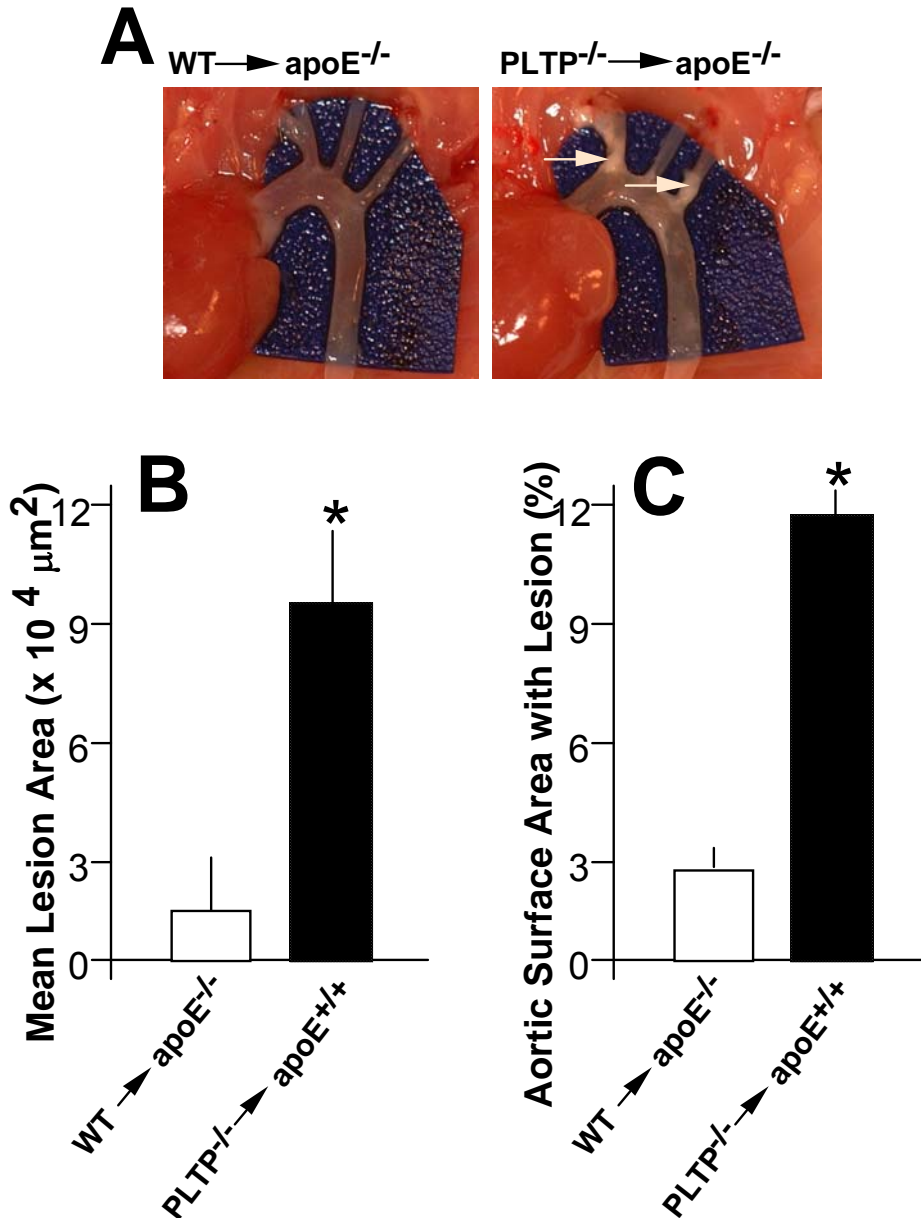 A
WT→apoE-/-
PLTP-/-→apoE-/-
B
Mean Lesion Area (x 10 4 μm2)
12
9
6
3
0
*
WT→apoE-/-
PLTP-/-→apoE+/+
C
Aortic Surface Area with Lesion (%)
12
9
6
3
0
*
WT→apoE-/-
PLTP-/-→apoE+/+